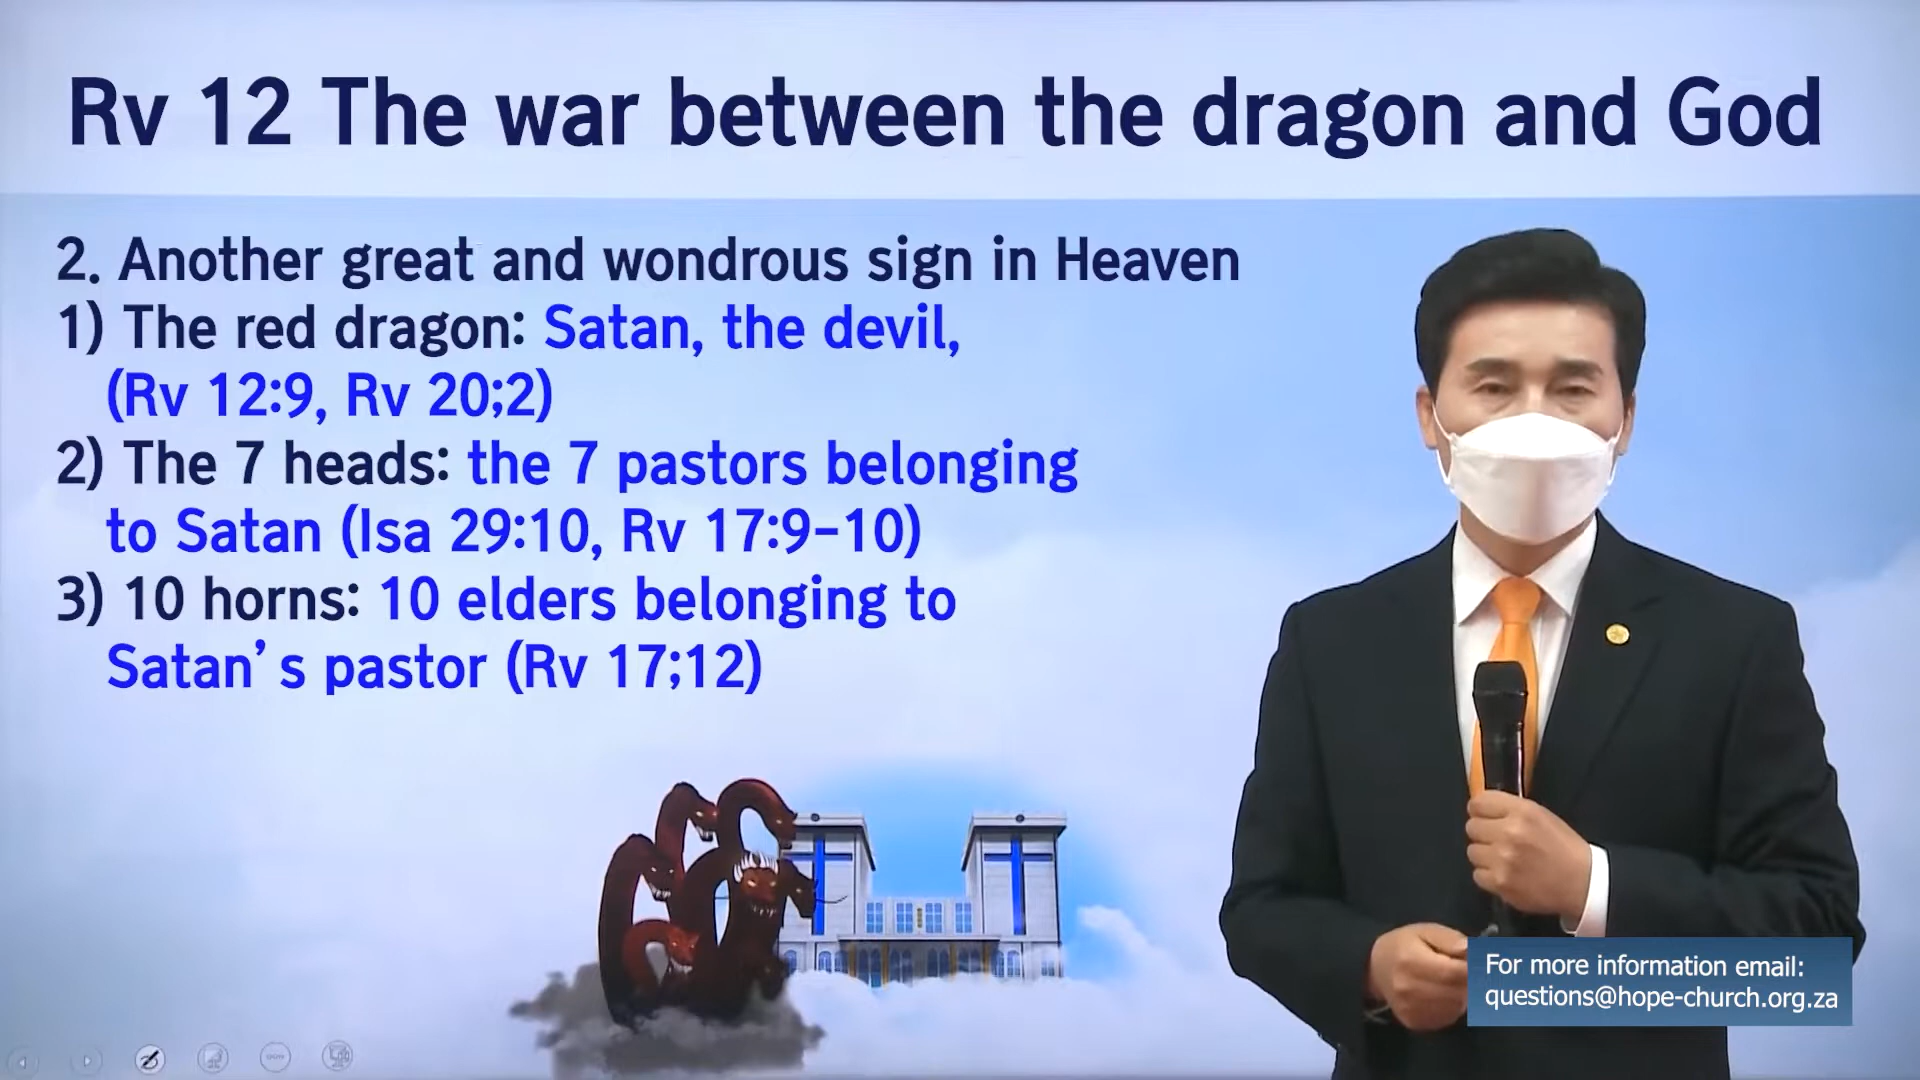 Rv 12 The war between the dragon and God
2. Another great and wondrous sign in Heaven
1) The red dragon: Satan, the devil,
(Rv 12:9, Rv 20;2)
2) The 7 heads: the 7 pastors belonging
to Satan (Isa 29:10, Rv 17:9-10)
3) 10 horns: 10 elders belonging to
Satan’s pastor (Rv 17;12)
For more information email:
questions@hope-church.org.za